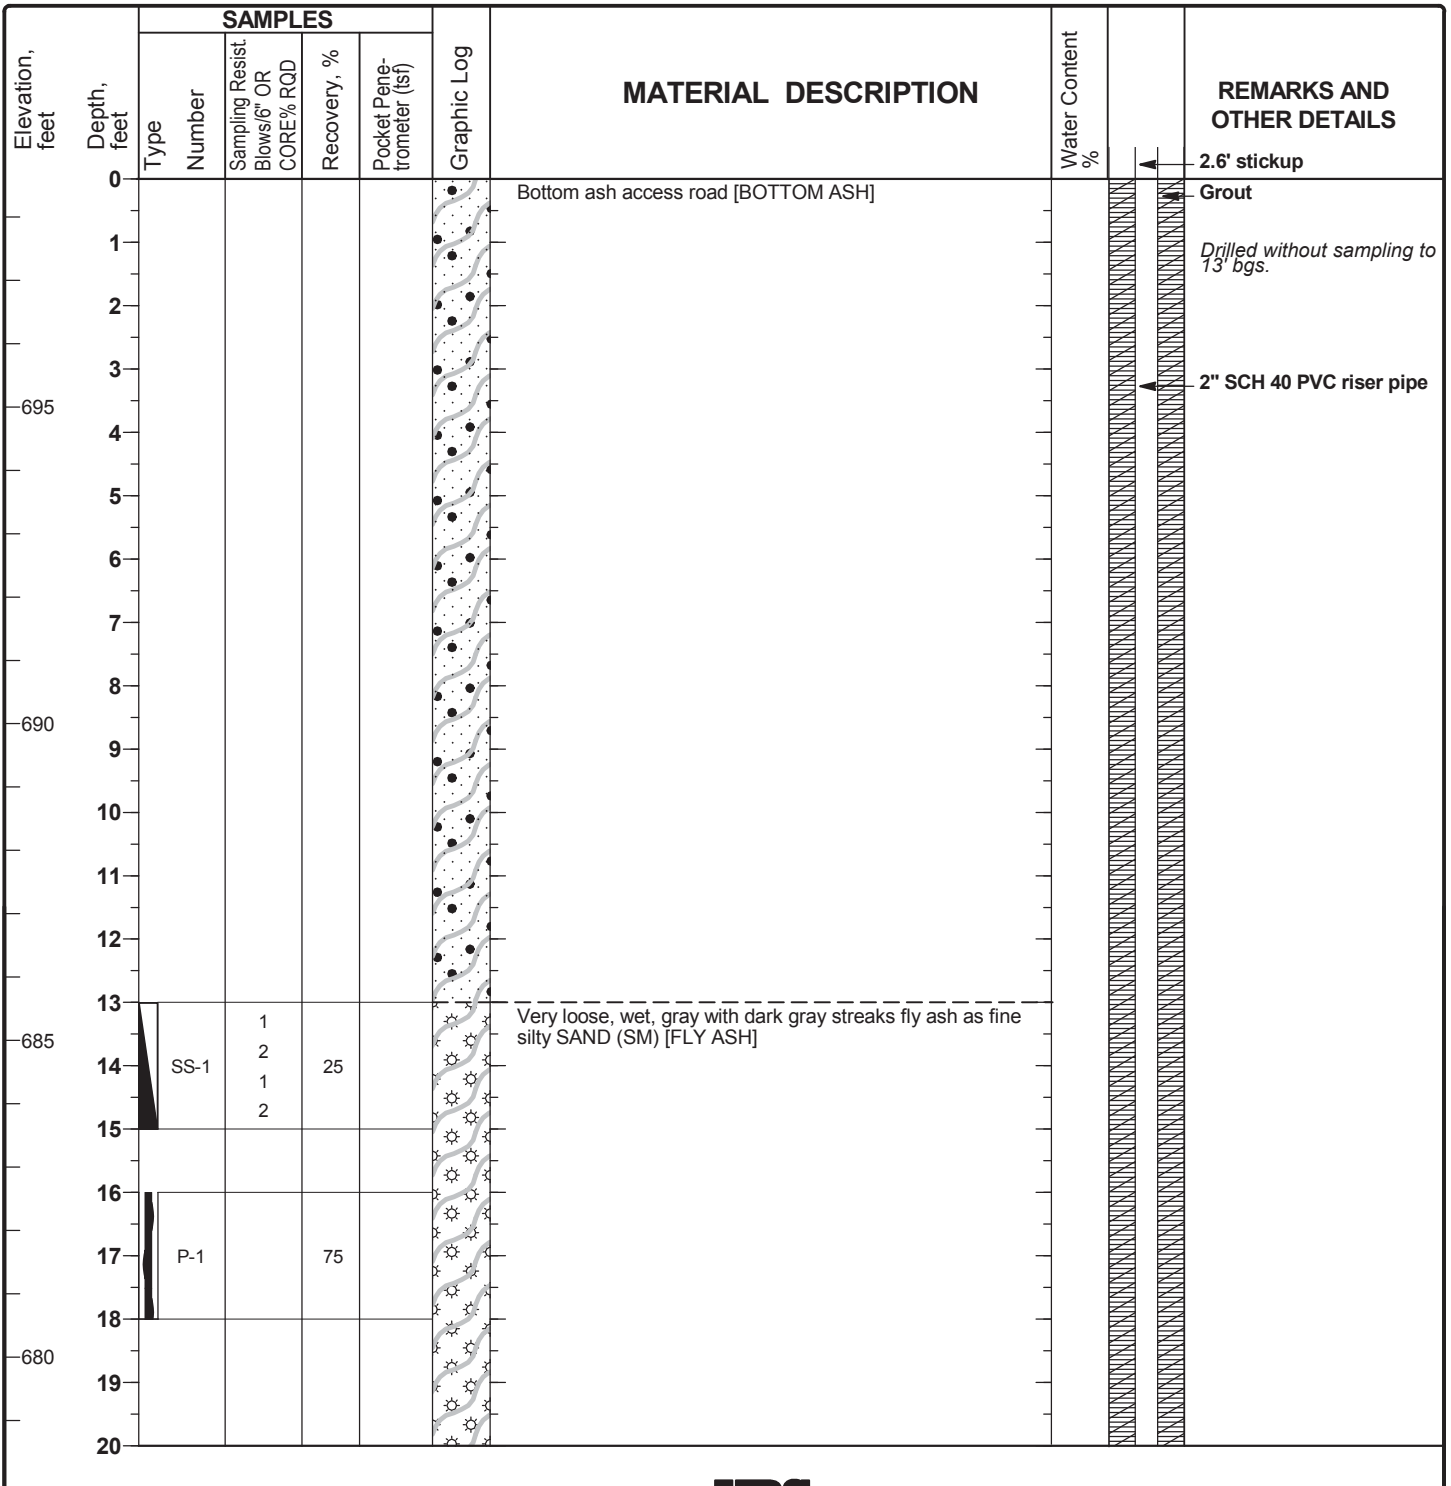 SAMPLES
Elevation,
feet
Depth,
feet
Type
Number
Sampling Resist.
Blows/6" OR
CORE% RQD
Recovery, %
Pocket Pene-
trometer (tsf)
Graphic Log
MATERIAL DESCRIPTION
Water Content
%
REMARKS AND
OTHER DETAILS
2.6' stickup
0
Bottom ash access road [BOTTOM ASH]
Grout
1
Drilled without sampling to
13' bgs.
2
3
2" SCH 40 PVC riser pipe
695
4
5
6
7
8
690
9
10
11
12
13
Very loose, wet, gray with dark gray streaks fly ash as fine
silty SAND (SM) [FLY ASH]
1
685
2
14
SS-1
25
1
2
15
16
17
P-1
75
18
680
19
20